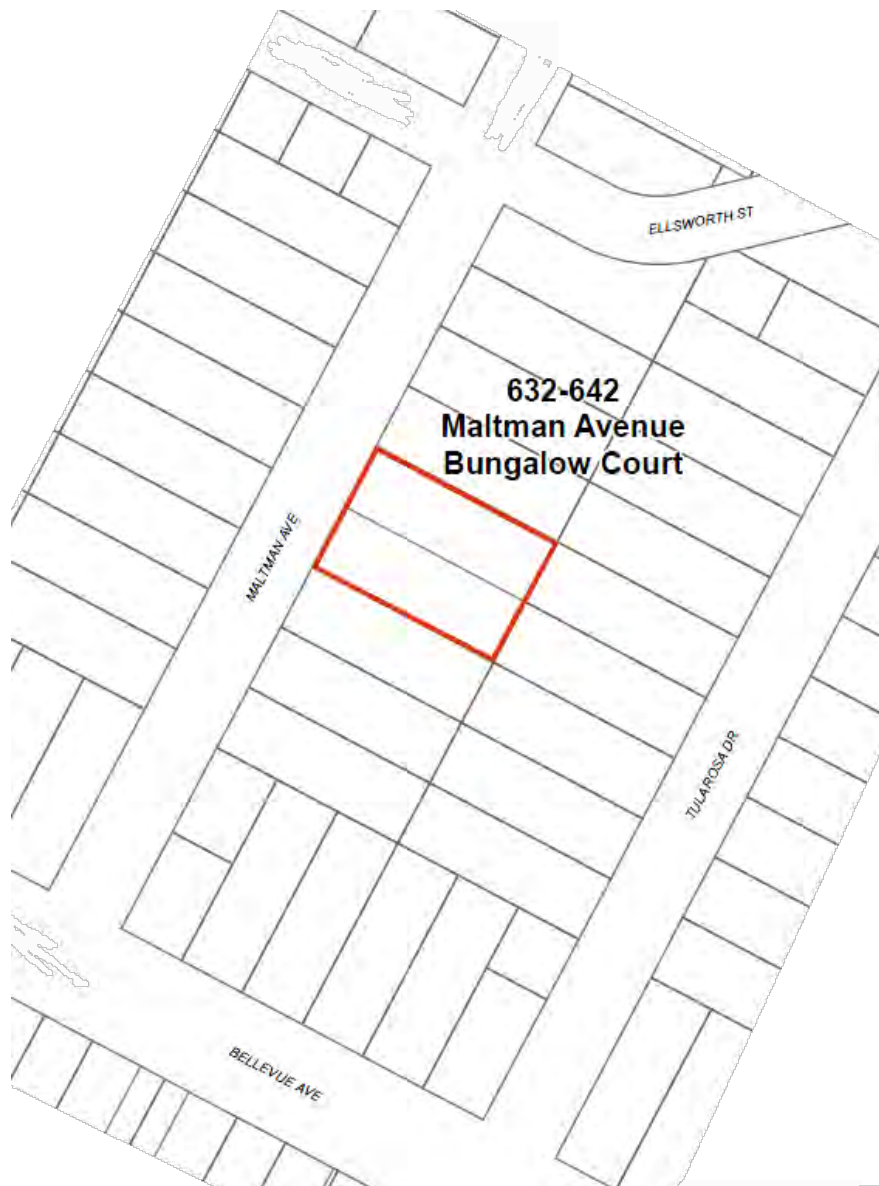 ELLSWORTH ST
632-642
Maltman Avenue
Bungalow Court
MALTMAN AVE
TULAROSA DR
BELLEVUE AVE